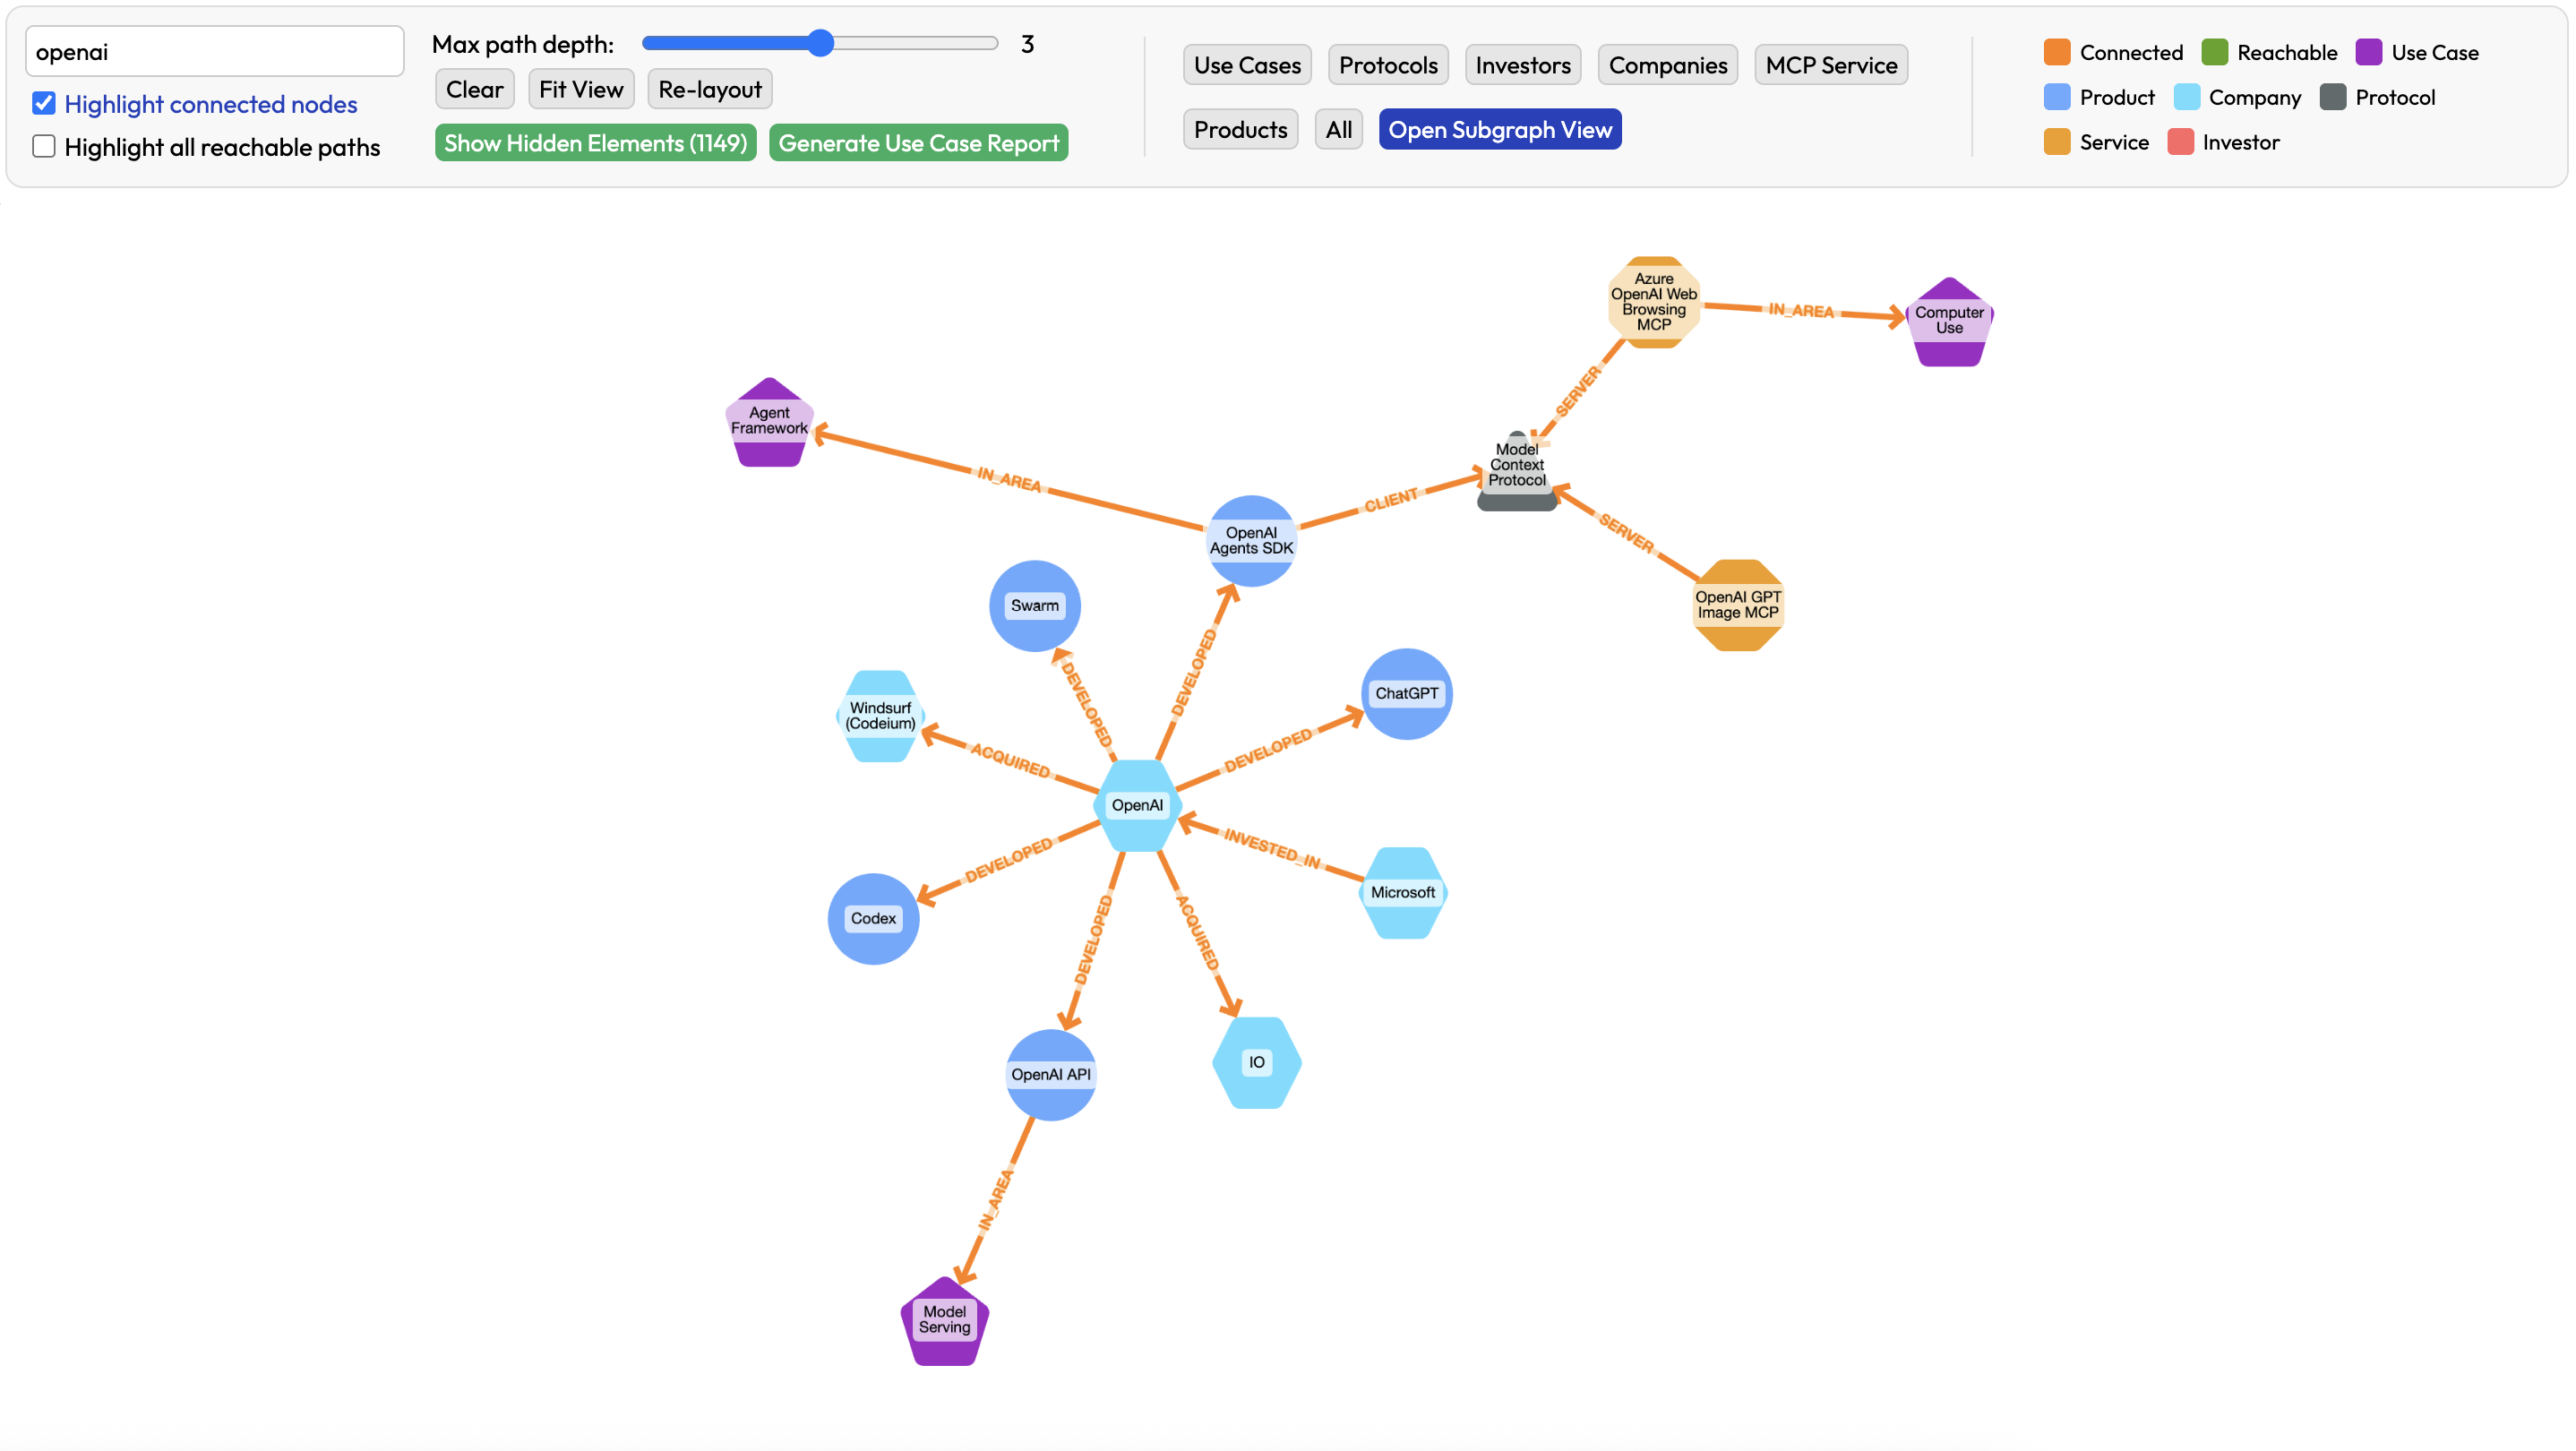 openai
Highlight connected nodes
Highlight all reachable paths
Max path depth:
3
Clear
Fit View
Re-layout
Show Hidden Elements (1149)
Generate Use Case Report
Use Cases
Protocols
Investors
Companies
MCP Service
Products
All
Open Subgraph View
Connected
Reachable
Use Case
Product
Company
Protocol
Service
Investor
Azure
OpenAI Web
Browsing
MCP
IN_AREA
Computer
Use
SERVER
Agent
Framework
IN_AREA
Model
Context
Protocol
CLIENT
OpenAI
Agents SDK
SERVER
OpenAI GPT
Image MCP
Swarm
DEVELOPED
DEVELOPED
ChatGPT
DEVELOPED
Windsurf
(Codeium)
ACQUIRED
OpenAI
INVESTED_IN
Microsoft
DEVELOPED
Codex
DEVELOPED
ACQUIRED
OpenAI API
IO
IN_AREA
Model
Serving